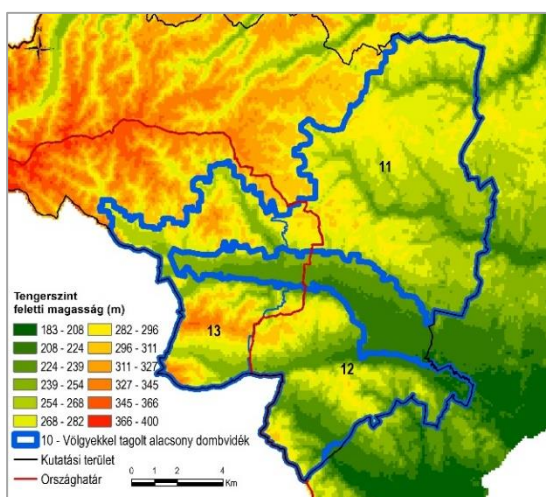 11
13
12
Tengerszint
feletti magasság (m)
183 - 208 282 - 296
208 - 224 296 - 311
224 - 239 311 - 327
239 - 254 327 - 345
254 - 268 345 - 366
268 - 282 366 - 400
10 - Völgyekkel tagolt alacsony dombvidék
Kutatási terület
Országhatár
0 1 2 4
Km